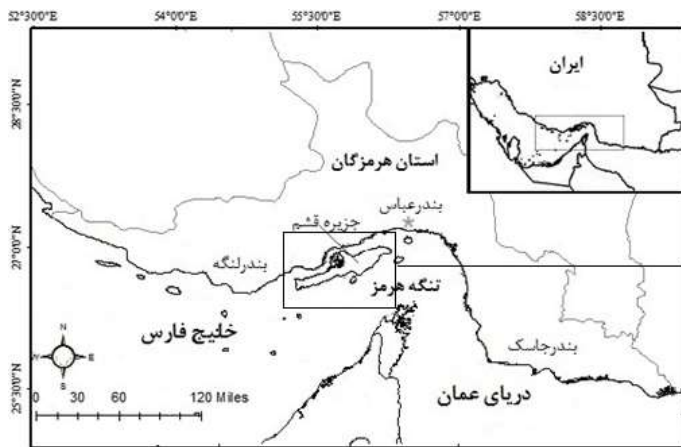 52°3'0"E 54°0'0"E 55°30'0"E 57°0'0"E 58°30'0"E
28°30'0"N
ایران
استان هرمزگان
بندرعباس
جزیره قشم
27°0'0"N
بندرلنگه
تنگه هرمز
خلیج فارس
بندرجاسک
N
W E
S
25°30'0"N
دریای عمان
0 30 60 120 Miles